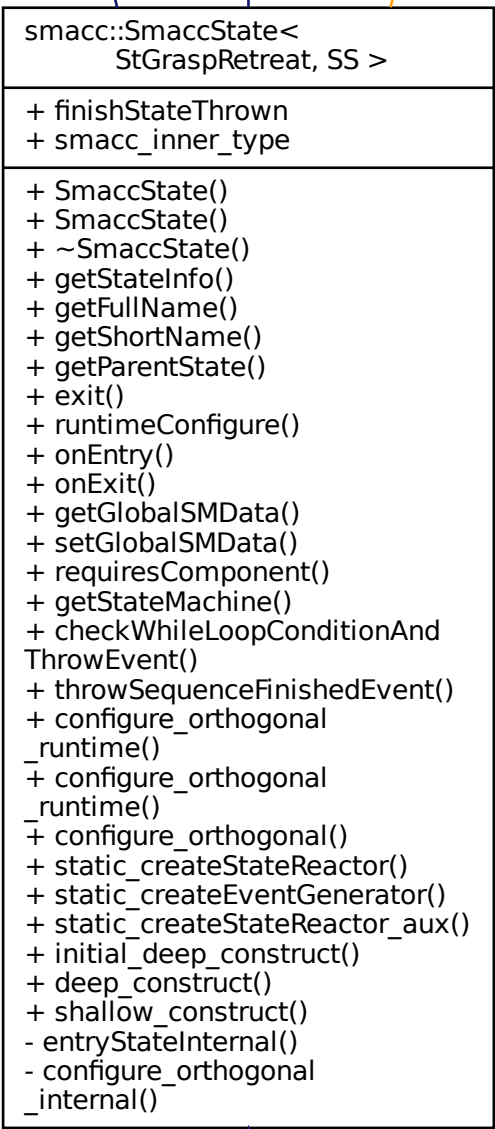 smacc::SmaccState<
StGraspRetreat, SS >
+ finishStateThrown
+ smacc_inner_type
+ SmaccState()
+ SmaccState()
+ ~SmaccState()
+ getStateInfo()
+ getFullName()
+ getShortName()
+ getParentState()
+ exit()
+ runtimeConfigure()
+ onEntry()
+ onExit()
+ getGlobalSMData()
+ setGlobalSMData()
+ requiresComponent()
+ getStateMachine()
+ checkWhileLoopConditionAnd
ThrowEvent()
+ throwSequenceFinishedEvent()
+ configure_orthogonal
_runtime()
+ configure_orthogonal
_runtime()
+ configure_orthogonal()
+ static_createStateReactor()
+ static_createEventGenerator()
+ static_createStateReactor_aux()
+ initial_deep_construct()
+ deep_construct()
+ shallow_construct()
- entryStateInternal()
- configure_orthogonal
_internal()